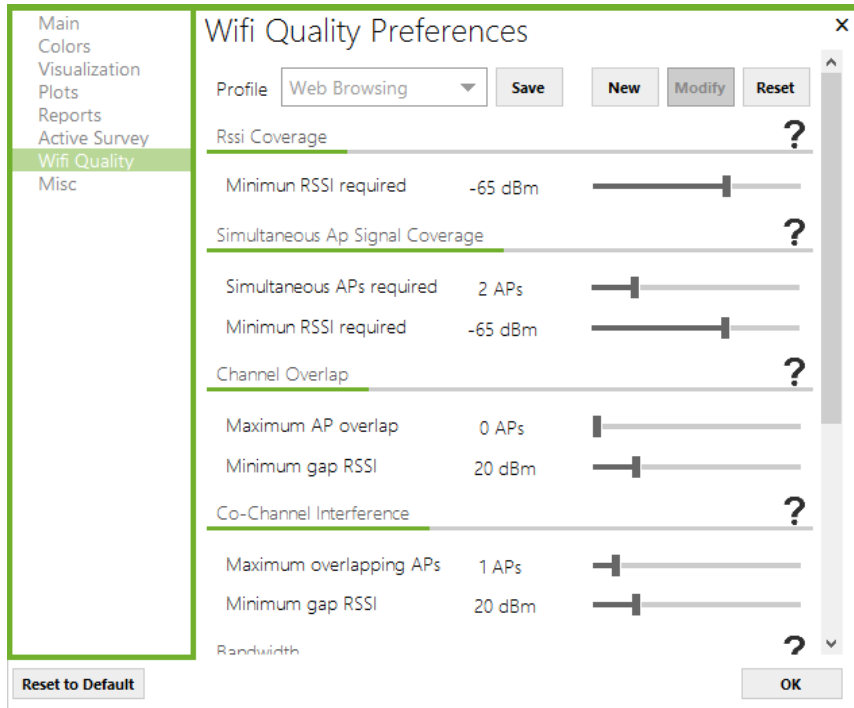 Main
Colors
Visualization
Plots
Reports
Active Survey
Wifi Quality
Misc
Wifi Quality Preferences
×
Profile Web Browsing Save New Modify Reset
Rssi Coverage ?
Minimun RSSI required -65 dBm
Simultaneous Ap Signal Coverage ?
Simultaneous APs required 2 APs
Minimun RSSI required -65 dBm
Channel Overlap ?
Maximum AP overlap 0 APs
Minimum gap RSSI 20 dBm
Co-Channel Interference ?
Maximum overlapping APs 1 APs
Minimum gap RSSI 20 dBm
Bandwidth ?
Reset to Default OK